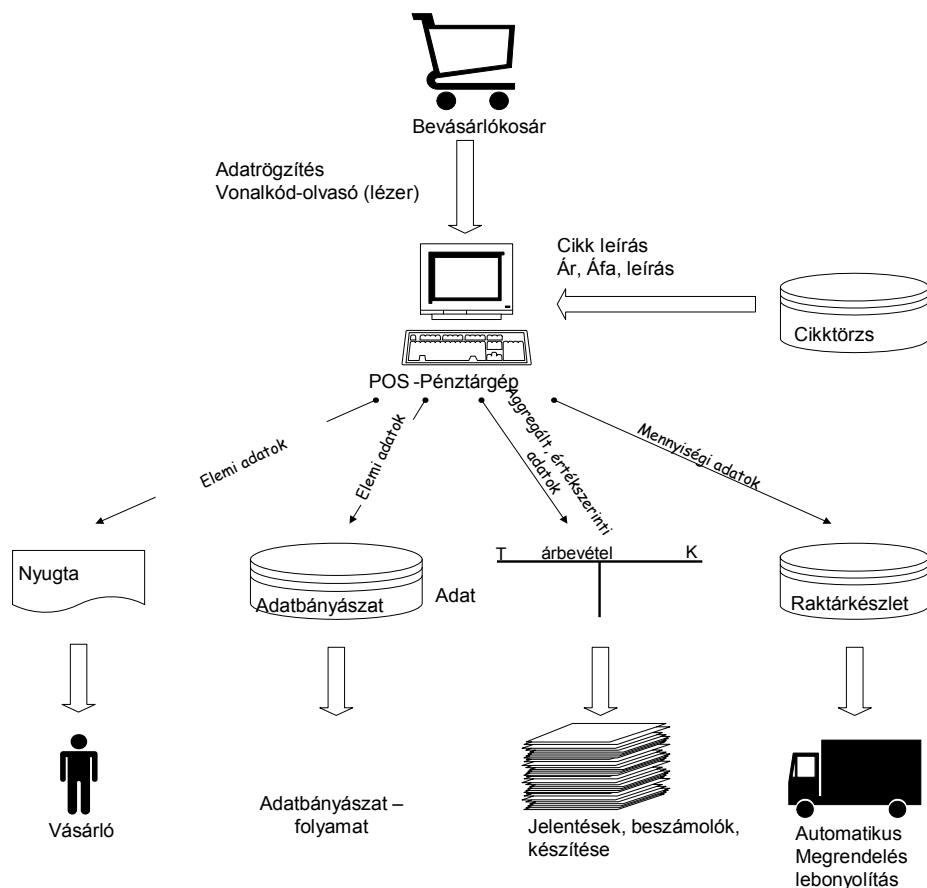 Bevásárlókosár
Adatrögzítés
Vonalkód-olvasó (lézer)
Cikk leírás
Ár, Áfa, leírás
Cikktörzs
POS -Pénztárgép
Elemi adatok
Elemi adatok
Aggregált, értékszerinti
adatok
Mennyiségi adatok
Nyugta
Adatbányászat
Adat
T árbevétel K
Raktárkészlet
Vásárló
Adatbányászat –
folyamat
Jelentések, beszámolók,
készítése
Automatikus
Megrendelés
lebonyolítás